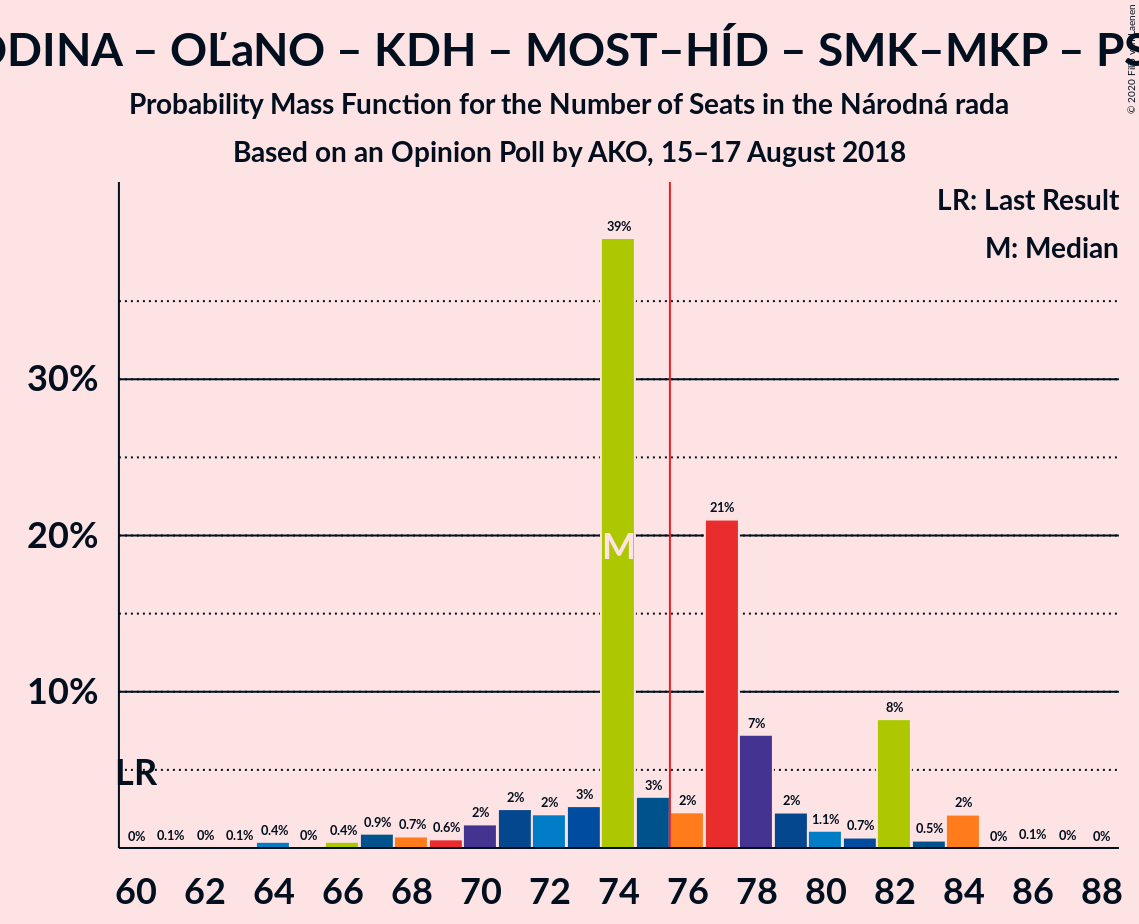 ODINA – OĽaNO – KDH – MOST–HÍD – SMK–MKP – PS
Probability Mass Function for the Number of Seats in the Národná rada
Based on an Opinion Poll by AKO, 15–17 August 2018
© 2020 Filip van Laenen
LR: Last Result
M: Median
30%
20%
10%
LR
M
0% 0.1% 0% 0.1% 0.4% 0% 0.4% 0.9% 0.7% 0.6% 2% 2% 2% 3% 39% 3% 2% 21% 7% 2% 1.1% 0.7% 8% 0.5% 2% 0% 0.1% 0% 0%
60 62 64 66 68 70 72 74 76 78 80 82 84 86 88